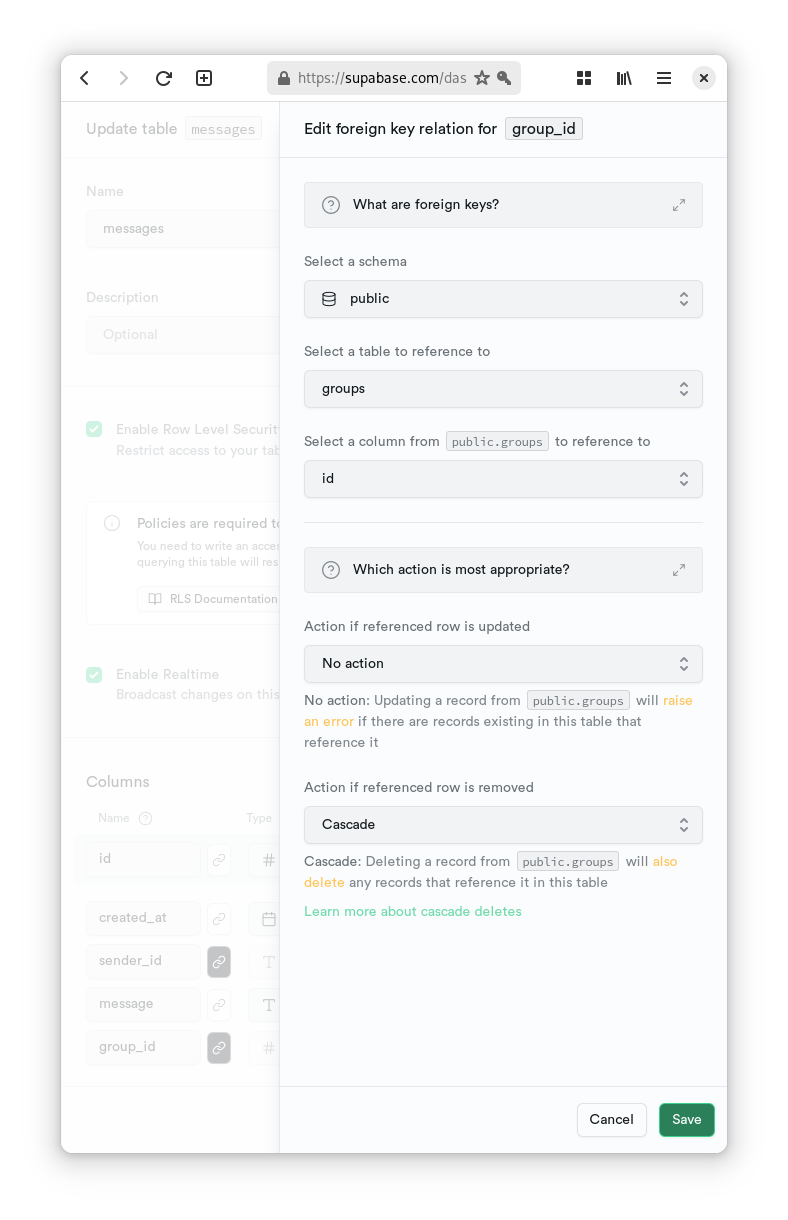 https://supabase.com/das
Update table messages
Name
messages
Description
Optional
Enable Row Level Securit
Restrict access to your tab
Policies are required to
You need to write an acces
querying this table will res
RLS Documentation
Enable Realtime
Broadcast changes on this
Columns
Name Type
id
created_at
sender_id
message
group_id
Edit foreign key relation for group_id
What are foreign keys?
Select a schema
public
Select a table to reference to
groups
Select a column from public.groups to reference to
id
Which action is most appropriate?
Action if referenced row is updated
No action
No action: Updating a record from public.groups will raise
an error if there are records existing in this table that
reference it
Action if referenced row is removed
Cascade
Cascade: Deleting a record from public.groups will also
delete any records that reference it in this table
Learn more about cascade deletes
Cancel Save